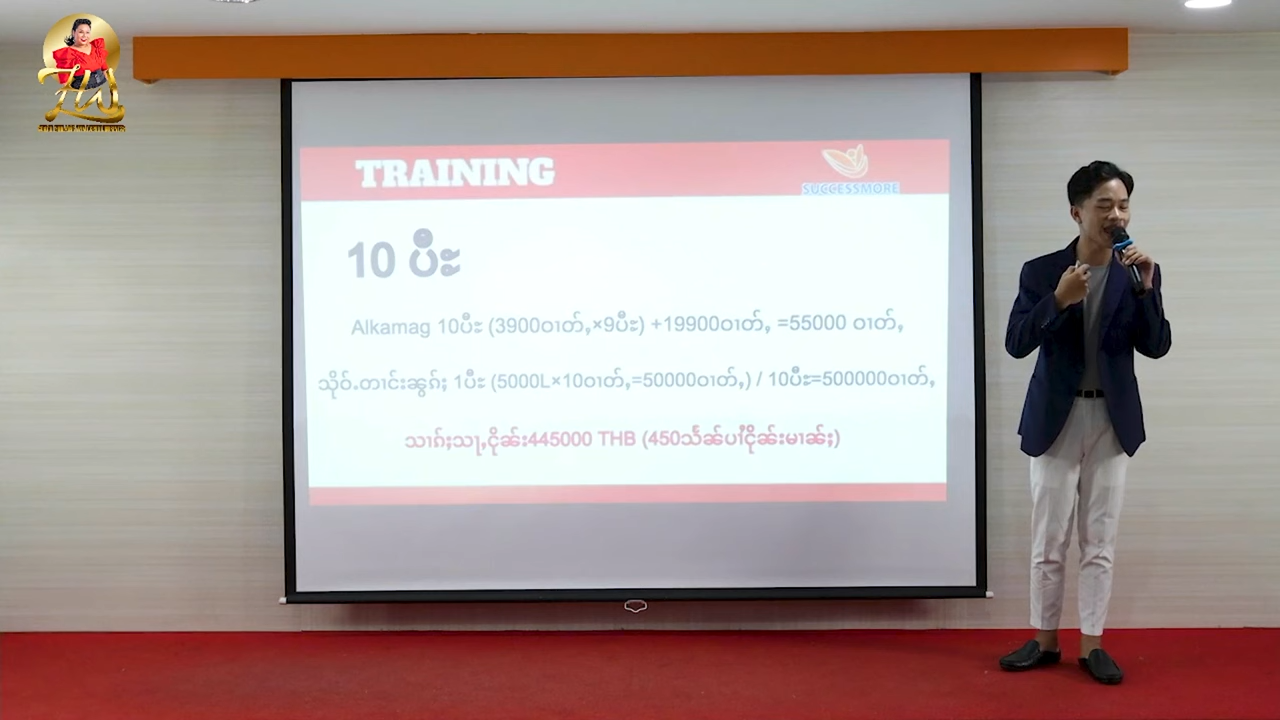 TRAINING
SUCCESSMORE
10 ပီး
Alkamag 10ပီး (3900ဝၢတ်ႇ×9ပီး) +19900ဝၢတ်ႇ =55000 ဝၢတ်ႇ
သိုဝ်ႉတၢင်းၼွၵ်ႈ 1ပီး (5000L×10ဝၢတ်ႇ=50000ဝၢတ်ႇ) / 10ပီး=500000ဝၢတ်ႇ
သၢၵ်ႈသႃႇငိုၼ်း445000 THB (450သႅၼ်ပၢႆငိုၼ်းမၢၼ်ႈ)